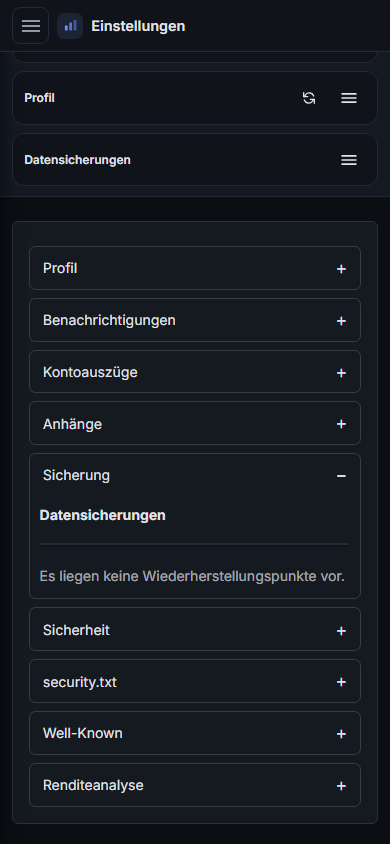 Einstellungen
Profil
Datensicherungen
Profil
Benachrichtigungen
Kontoauszüge
Anhänge
Sicherung
Datensicherungen
Es liegen keine Wiederherstellungspunkte vor.
Sicherheit
security.txt
Well-Known
Renditeanalyse